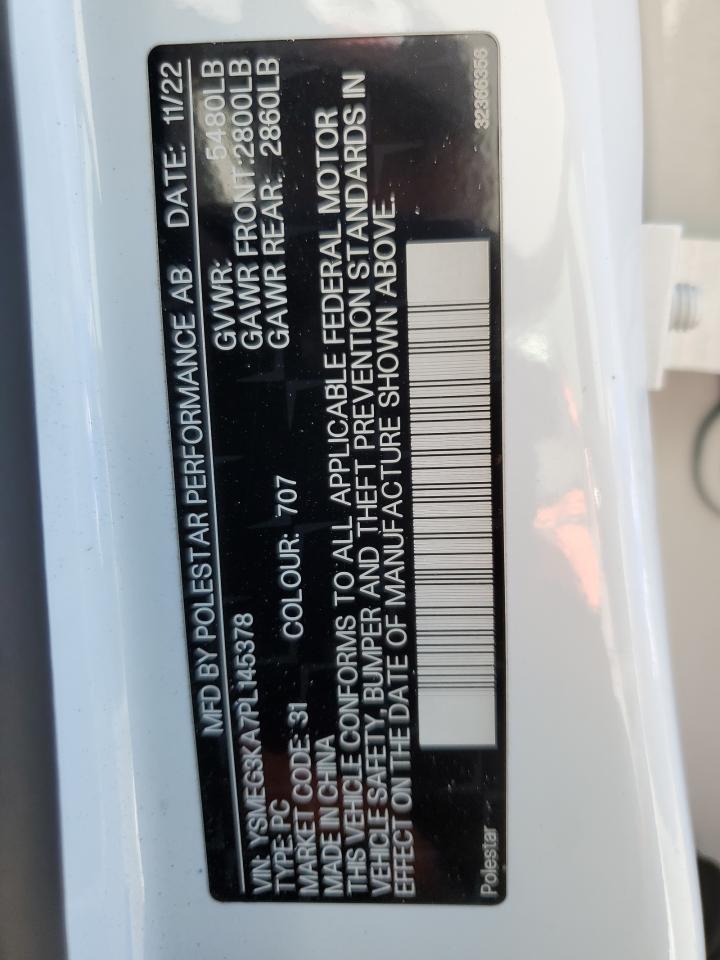 MFD BY POLESTAR PERFORMANCE AB DATE: 11/22
VIN: YSMEG3KA7PL145378 GVWR: 5480LB
TYPE: PC GAWR FRONT: 2800LB
MARKET CODE: 31 COLOUR: 707 GAWR REAR: 2860LB
MADE IN CHINA
THIS VEHICLE CONFORMS TO ALL APPLICABLE FEDERAL MOTOR
VEHICLE SAFETY, BUMPER AND THEFT PREVENTION STANDARDS IN
EFFECT ON THE DATE OF MANUFACTURE SHOWN ABOVE.
Polestar 32366356